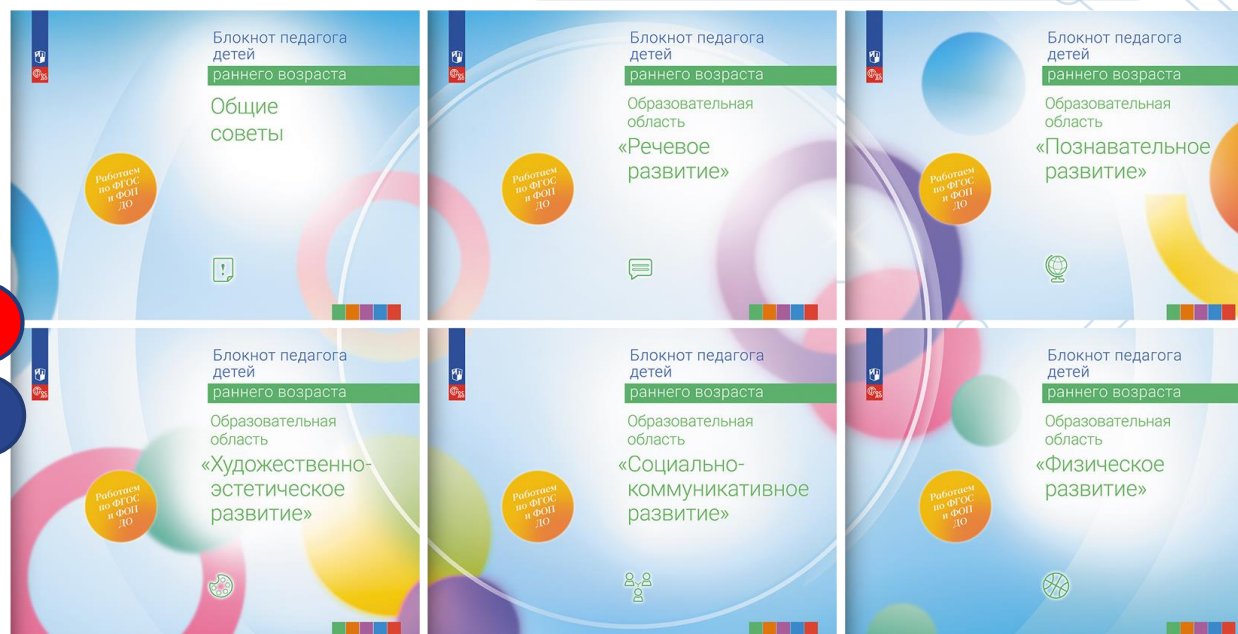 Блокнот педагога
детей
раннего возраста
Общие
советы
Работаем
по ФГОС
и ФОП
ДО
Блокнот педагога
детей
раннего возраста
Образовательная
область
«Речевое
развитие»
Работаем
по ФГОС
и ФОП
ДО
Блокнот педагога
детей
раннего возраста
Образовательная
область
«Познавательное
развитие»
Работаем
по ФГОС
и ФОП
ДО
Блокнот педагога
детей
раннего возраста
Образовательная
область
«Художественно-
эстетическое
развитие»
Работаем
по ФГОС
и ФОП
ДО
Блокнот педагога
детей
раннего возраста
Образовательная
область
«Социально-
коммуникативное
развитие»
Работаем
по ФГОС
и ФОП
ДО
Блокнот педагога
детей
раннего возраста
Образовательная
область
«Физическое
развитие»
Работаем
по ФГОС
и ФОП
ДО